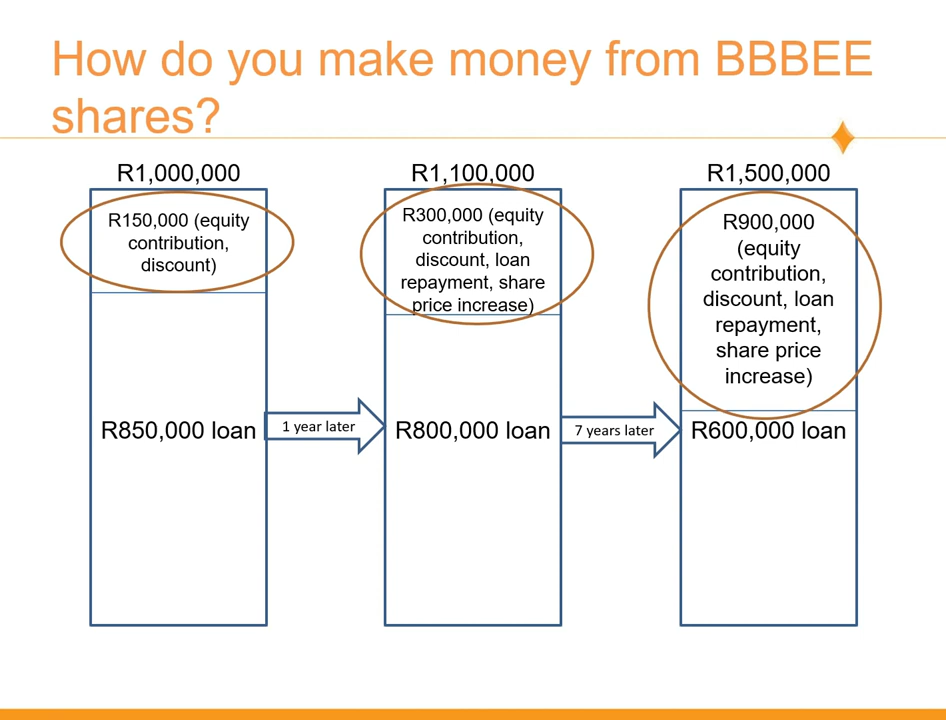 How do you make money from BBBEE
shares?
R1,000,000
R150,000 (equity
contribution,
discount)
R850,000 loan
1 year later
R1,100,000
R300,000 (equity
contribution,
discount, loan
repayment, share
price increase)
R800,000 loan
7 years later
R1,500,000
R900,000
(equity
contribution,
discount, loan
repayment,
share price
increase)
R600,000 loan